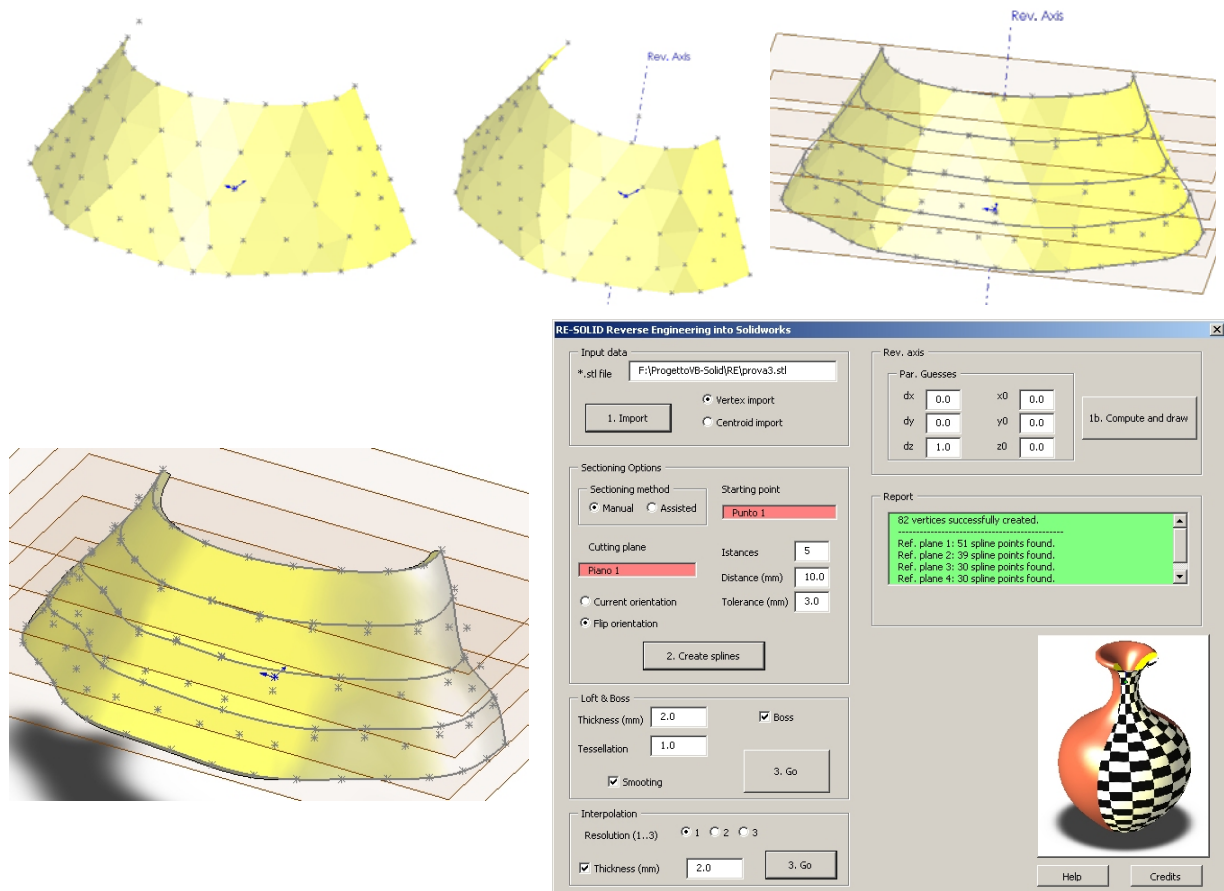 Rev. Axis
Rev. Axis
Rev. Axis
RE-SOLID Reverse Engineering into Solidworks
Input data
*.stl file F:\ProgettoVB-Solid\RE\prova3.stl
Vertex import
1. Import
Centroid import
Sectioning Options
Sectioning method
Manual Assisted
Starting point
Punto 1
Cutting plane
Piano 1
Istances 5
Distance (mm) 10.0
Tolerance (mm) 3.0
Current orientation
Flip orientation
2. Create splines
Loft & Boss
Thickness (mm) 2.0
Boss
Tessellation 1.0
Smooting
3. Go
Interpolation
Resolution (1..3) 1 2 3
Thickness (mm) 2.0
3. Go
Rev. axis
Par. Guesses
dx 0.0 x0 0.0
dy 0.0 y0 0.0
dz 1.0 z0 0.0
1b. Compute and draw
Report
82 vertices successfully created.
--------------------------------------------------
Ref. plane 1: 51 spline points found.
Ref. plane 2: 39 spline points found.
Ref. plane 3: 30 spline points found.
Ref. plane 4: 30 spline points found.
Help
Credits